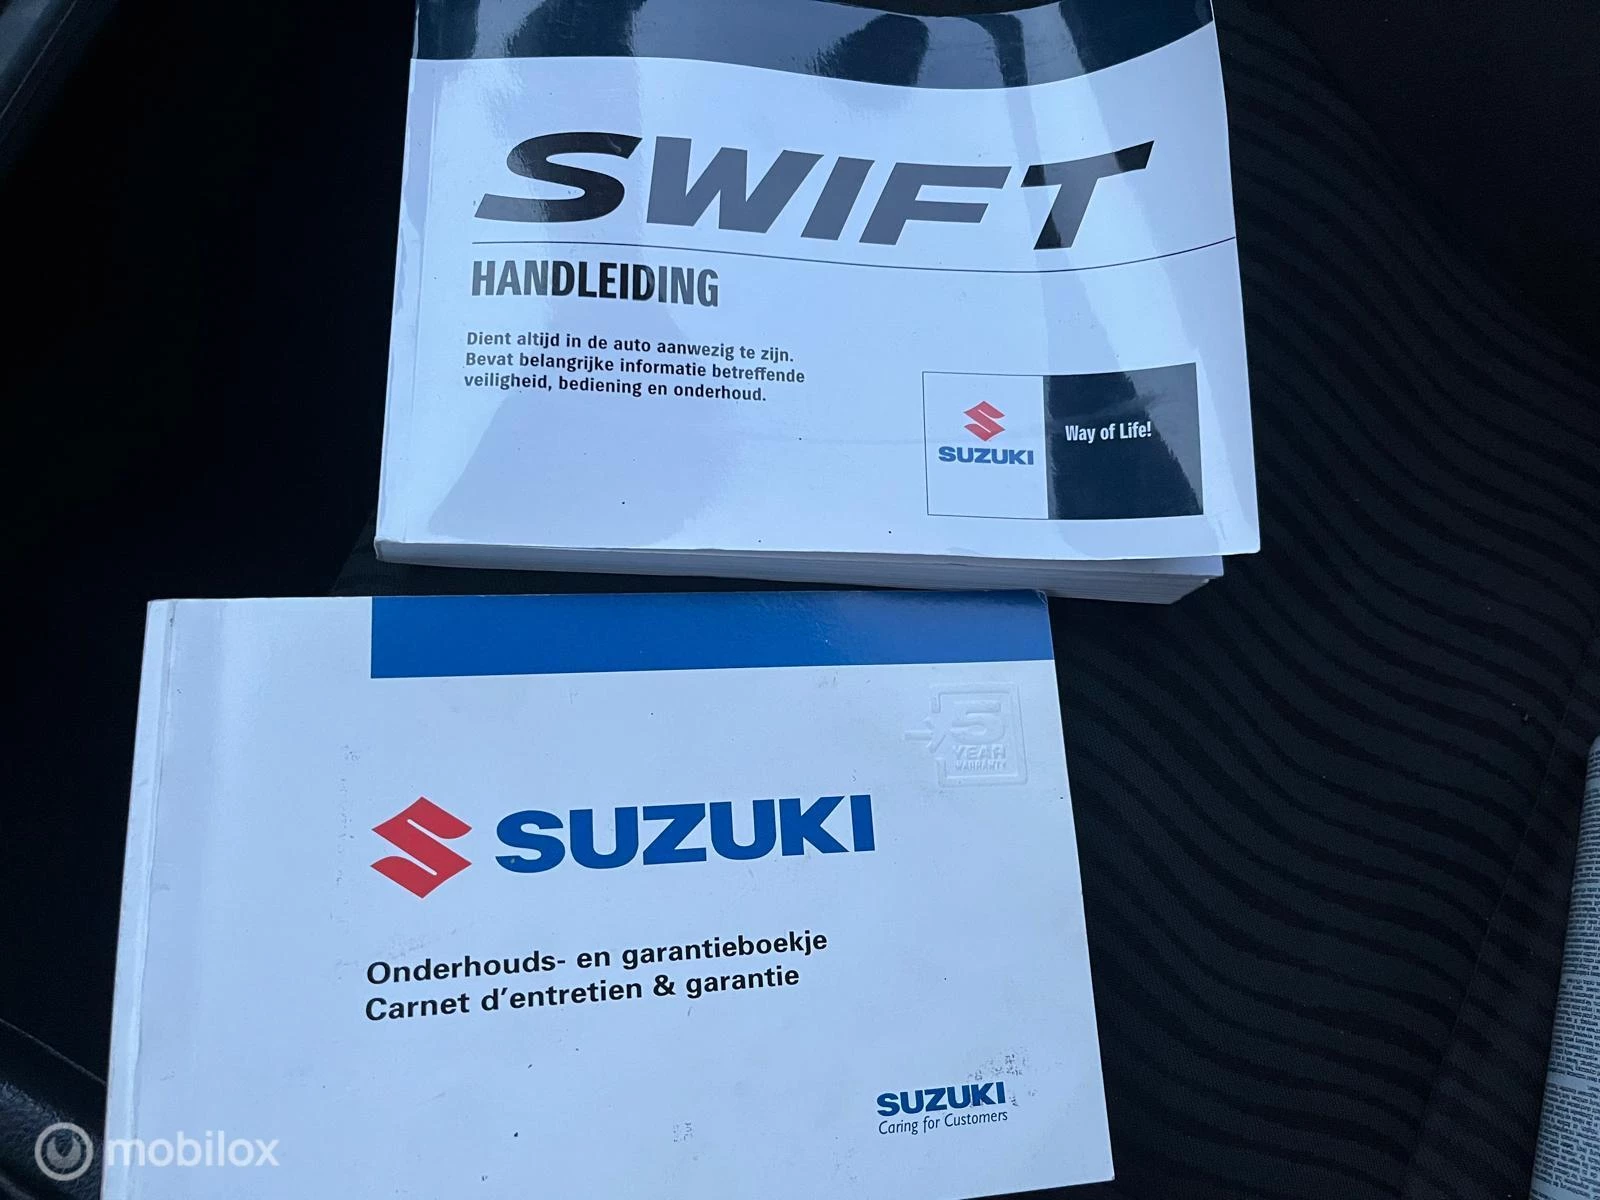 SWIFT
HANDLEIDING
Dient altijd in de auto aanwezig te zijn.
Bevat belangrijke informatie betreffende
veiligheid, bediening en onderhoud.
SUZUKI
Way of Life!
5
YEAR
WARRANTY
SUZUKI
Onderhouds- en garantieboekje
Carnet d'entretien & garantie
SUZUKI
Caring for Customers
mobilox